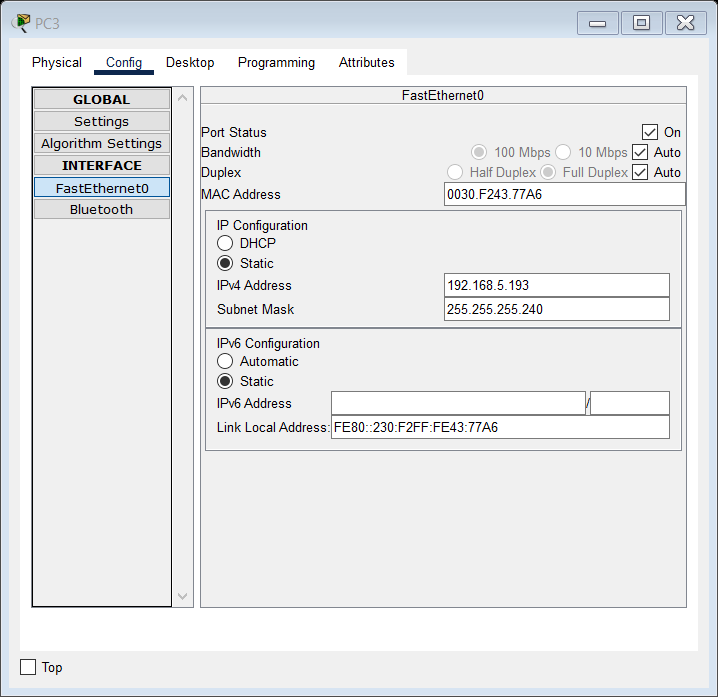 PC3
Physical Config Desktop Programming Attributes
GLOBAL
Settings
Algorithm Settings
INTERFACE
FastEthernet0
Bluetooth
FastEthernet0
Port Status On
Bandwidth 100 Mbps 10 Mbps Auto
Duplex Half Duplex Full Duplex Auto
MAC Address 0030.F243.77A6
IP Configuration
DHCP
Static
IPv4 Address 192.168.5.193
Subnet Mask 255.255.255.240
IPv6 Configuration
Automatic
Static
IPv6 Address /
Link Local Address: FE80::230:F2FF:FE43:77A6
Top